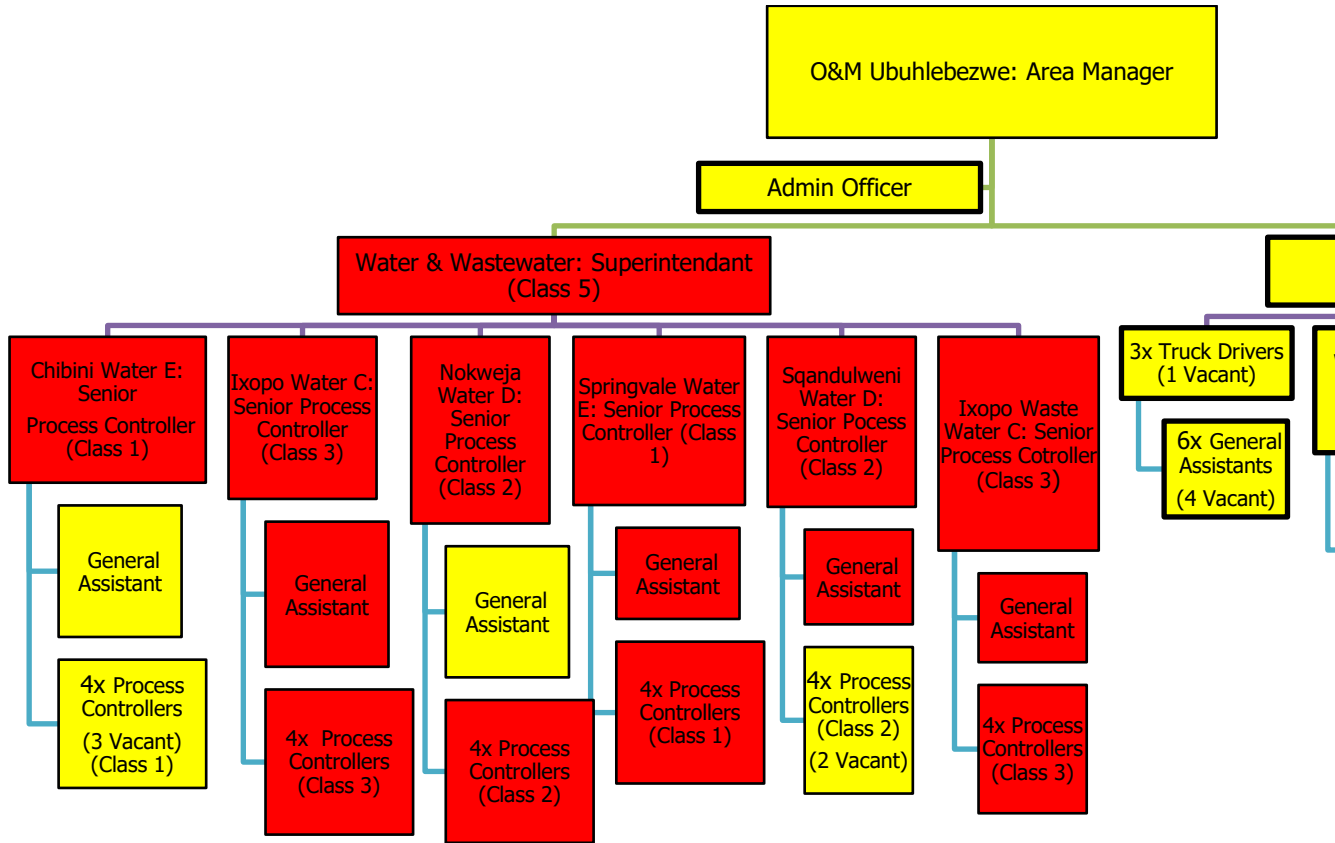 O&M Ubuhlebezwe: Area Manager
Admin Officer
Water & Wastewater: Superintendant
(Class 5)
Chibini Water E:
Senior
Process Controller
(Class 1)
General
Assistant
4x Process
Controllers
(3 Vacant)
(Class 1)
Ixopo Water C:
Senior Process
Controller
(Class 3)
General
Assistant
4x Process
Controllers
(Class 3)
Nokweja
Water D:
Senior
Process
Controller
(Class 2)
General
Assistant
4x Process
Controllers
(Class 2)
Springvale Water
E: Senior Process
Controller (Class
1)
General
Assistant
4x Process
Controllers
(Class 1)
Sqandulweni
Water D:
Senior Pocess
Controller
(Class 2)
General
Assistant
4x Process
Controllers
(Class 2)
(2 Vacant)
Ixopo Waste
Water C: Senior
Process Cotroller
(Class 3)
General
Assistant
4x Process
Controllers
(Class 3)
3x Truck Drivers
(1 Vacant)
6x General
Assistants
(4 Vacant)